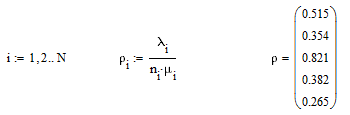 i := 1, 2.. N
ρ_i := λ_i / (n_i·μ_i)
ρ = (0.515
0.354
0.821
0.382
0.265)